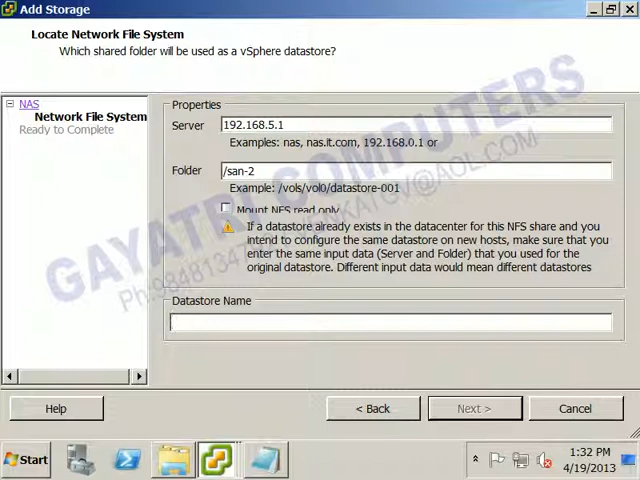 Add Storage
Locate Network File System
Which shared folder will be used as a vSphere datastore?
NAS
Network File System
Ready to Complete
Properties
Server
192.168.5.1
Examples: nas, nas.it.com, 192.168.0.1 or
Folder
/san-2
Example: /vols/vol0/datastore-001
Mount NFS read only
If a datastore already exists in the datacenter for this NFS share and you
intend to configure the same datastore on new hosts, make sure that you
enter the same input data (Server and Folder) that you used for the
original datastore. Different input data would mean different datastores
Datastore Name
Help
< Back
Next >
Cancel
Start
1:32 PM
4/19/2013
GAYATRI COMPUTERS